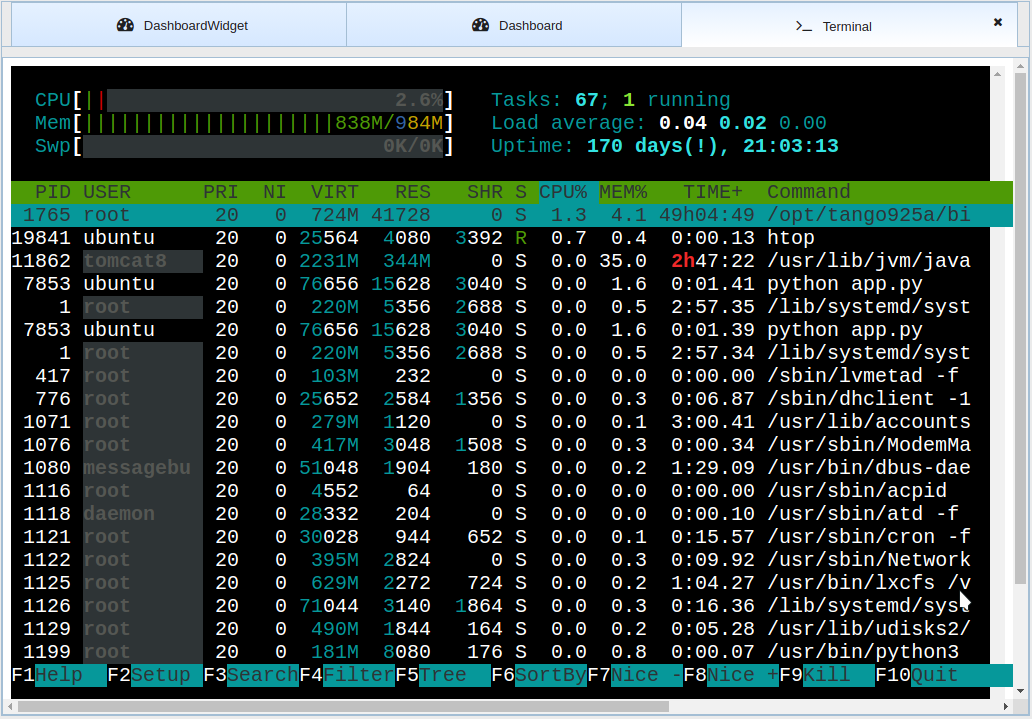 DashboardWidget Dashboard >_ Terminal ×
CPU[|| 2.6%] Tasks: 67; 1 running
Mem[|||||||||||||||||||||838M/984M] Load average: 0.04 0.02 0.00
Swp[ 0K/0K] Uptime: 170 days(!), 21:03:13
PID USER PRI NI VIRT RES SHR S CPU% MEM% TIME+ Command
1765 root 20 0 724M 41728 0 S 1.3 4.1 49h04:49 /opt/tango925a/bi
19841 ubuntu 20 0 25564 4080 3392 R 0.7 0.4 0:00.13 htop
11862 tomcat8 20 0 2231M 344M 0 S 0.0 35.0 2h47:22 /usr/lib/jvm/java
7853 ubuntu 20 0 76656 15628 3040 S 0.0 1.6 0:01.41 python app.py
1 root 20 0 220M 5356 2688 S 0.0 0.5 2:57.35 /lib/systemd/syst
7853 ubuntu 20 0 76656 15628 3040 S 0.0 1.6 0:01.39 python app.py
1 root 20 0 220M 5356 2688 S 0.0 0.5 2:57.34 /lib/systemd/syst
417 root 20 0 103M 232 0 S 0.0 0.0 0:00.00 /sbin/lvmetad -f
776 root 20 0 25652 2584 1356 S 0.0 0.3 0:06.87 /sbin/dhclient -1
1071 root 20 0 279M 1120 0 S 0.0 0.1 3:00.41 /usr/lib/accounts
1076 root 20 0 417M 3048 1508 S 0.0 0.3 0:00.34 /usr/sbin/ModemMa
1080 messagebu 20 0 51048 1904 180 S 0.0 0.2 1:29.09 /usr/bin/dbus-dae
1116 root 20 0 4552 64 0 S 0.0 0.0 0:00.00 /usr/sbin/acpid
1118 daemon 20 0 28332 204 0 S 0.0 0.0 0:00.10 /usr/sbin/atd -f
1121 root 20 0 30028 944 652 S 0.0 0.1 0:15.57 /usr/sbin/cron -f
1122 root 20 0 395M 2824 0 S 0.0 0.3 0:09.92 /usr/bin/Network
1125 root 20 0 629M 2272 724 S 0.0 0.2 1:04.27 /usr/bin/lxcfs /v
1126 root 20 0 71044 3140 1864 S 0.0 0.3 0:16.36 /lib/systemd/syst
1129 root 20 0 490M 1844 164 S 0.0 0.2 0:05.28 /usr/lib/udisks2/
1199 root 20 0 181M 8080 176 S 0.0 0.8 0:00.07 /usr/bin/python3
F1Help F2Setup F3SearchF4FilterF5Tree F6SortByF7Nice -F8Nice +F9Kill F10Quit